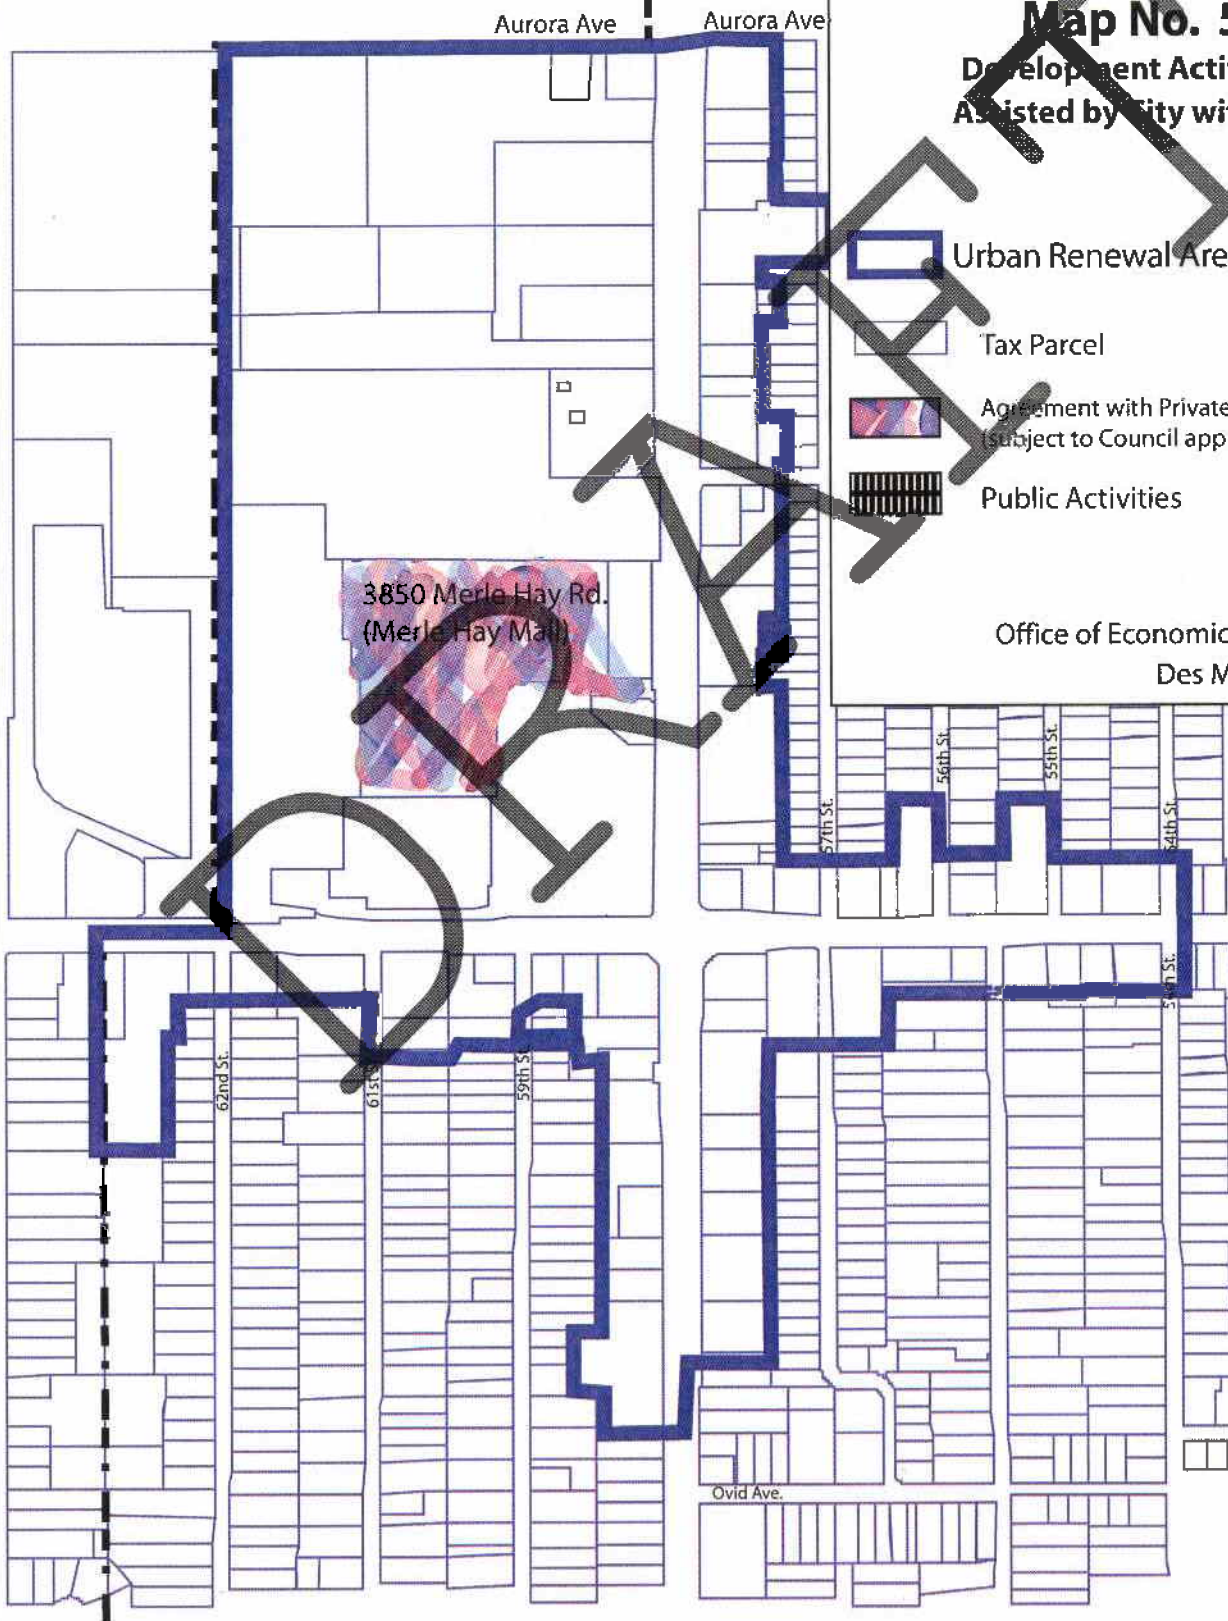 Aurora Ave
Aurora Ave
Map No. 5
Development Acti
Assisted by City wi
Urban Renewal Are
Tax Parcel
Agreement with Private
(subject to Council app
Public Activities
Office of Economic
Des M
3850 Merle Hay Rd.
(Merle Hay Mall)
DRAFT
57th St.
56th St.
55th St.
54th St.
54th St.
62nd St.
61st
59th St.
Ovid Ave.